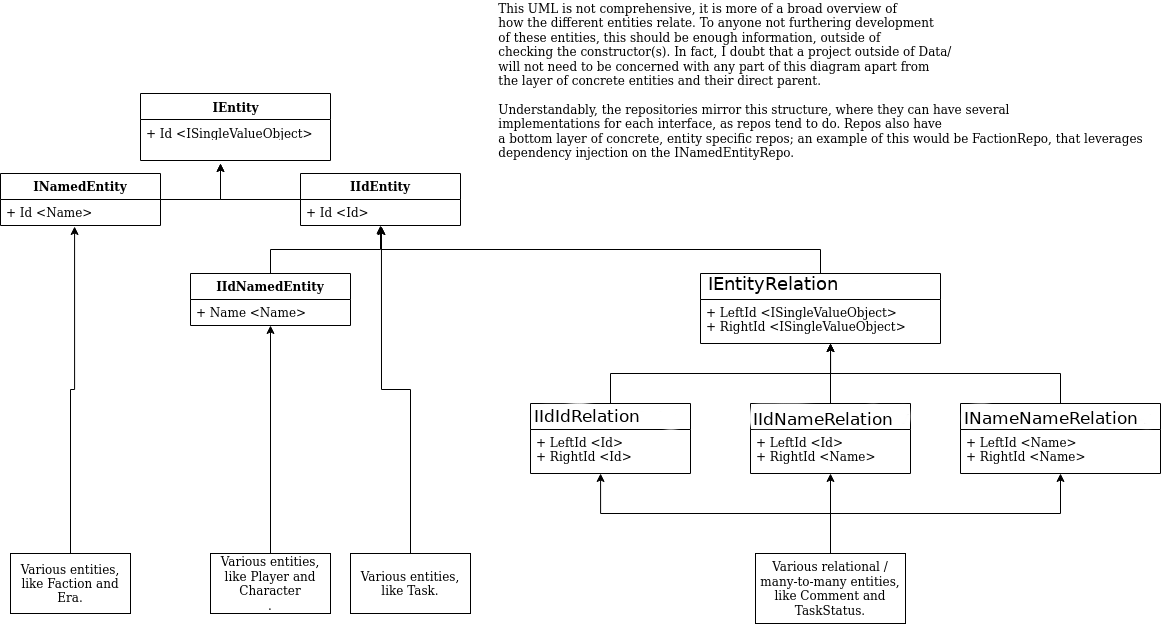 This UML is not comprehensive, it is more of a broad overview of
how the different entities relate. To anyone not furthering development
of these entities, this should be enough information, outside of
checking the constructor(s). In fact, I doubt that a project outside of Data/
will not need to be concerned with any part of this diagram apart from
the layer of concrete entities and their direct parent.
Understandably, the repositories mirror this structure, where they can have several
implementations for each interface, as repos tend to do. Repos also have
a bottom layer of concrete, entity specific repos; an example of this would be FactionRepo, that leverages
dependency injection on the INamedEntityRepo.
IEntity
+ Id <ISingleValueObject>
INamedEntity
+ Id <Name>
IIdEntity
+ Id <Id>
IIdNamedEntity
+ Name <Name>
IEntityRelation
+ LeftId <ISingleValueObject>
+ RightId <ISingleValueObject>
IIdIdRelation
+ LeftId <Id>
+ RightId <Id>
IIdNameRelation
+ LeftId <Id>
+ RightId <Name>
INameNameRelation
+ LeftId <Name>
+ RightId <Name>
Various entities,
like Faction and
Era.
Various entities,
like Player and
Character
.
Various entities,
like Task.
Various relational /
many-to-many entities,
like Comment and
TaskStatus.